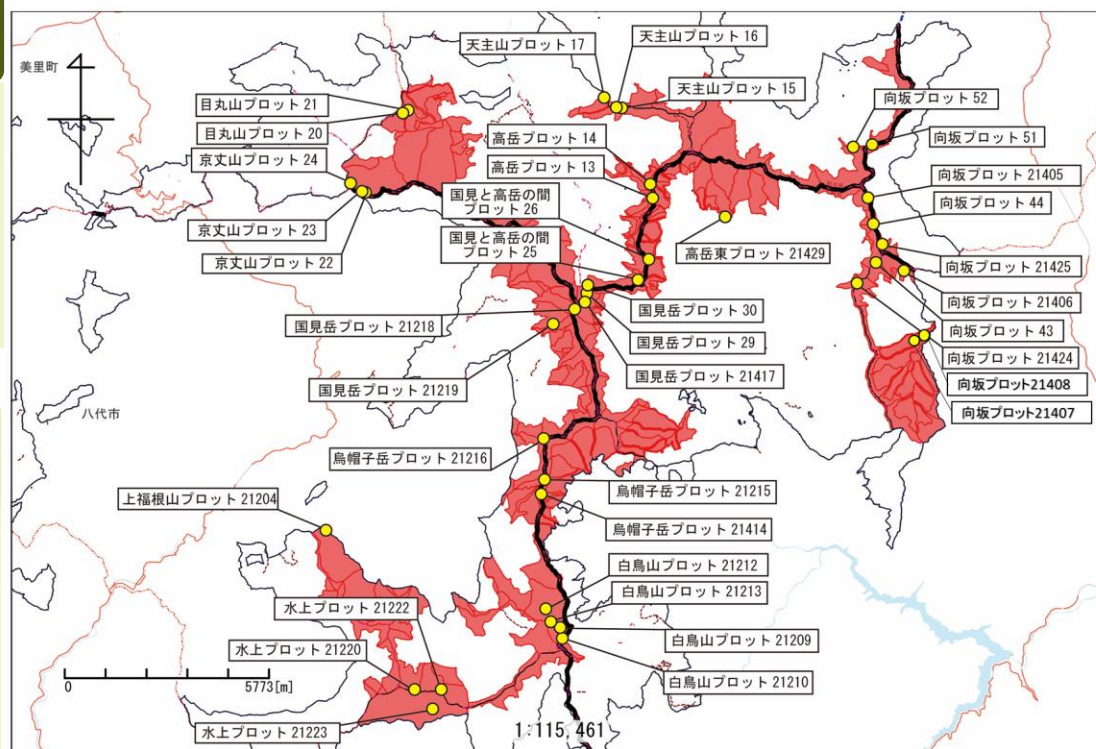 天主山プロット 17
天主山プロット 16
美里町
天主山プロット 15
向坂プロット 52
目丸山プロット 21
高岳プロット 14
目丸山プロット 20
向坂プロット 51
高岳プロット 13
京丈山プロット 24
向坂プロット 21405
国見と高岳の間
プロット 26
向坂プロット 44
京丈山プロット 23
国見と高岳の間
プロット 25
高岳東プロット 21429
京丈山プロット 22
向坂プロット 21425
向坂プロット 21406
国見岳プロット 30
国見岳プロット 21218
向坂プロット 43
国見岳プロット 29
向坂プロット 21424
国見岳プロット 21219
国見岳プロット 21417
向坂プロット21408
向坂プロット21407
八代市
烏帽子岳プロット 21216
烏帽子岳プロット 21215
上福根山プロット 21204
烏帽子岳プロット 21414
白鳥山プロット 21212
白鳥山プロット 21213
水上プロット 21222
白鳥山プロット 21209
水上プロット 21220
白鳥山プロット 21210
0 5773[m]
水上プロット 21223
1:115,461